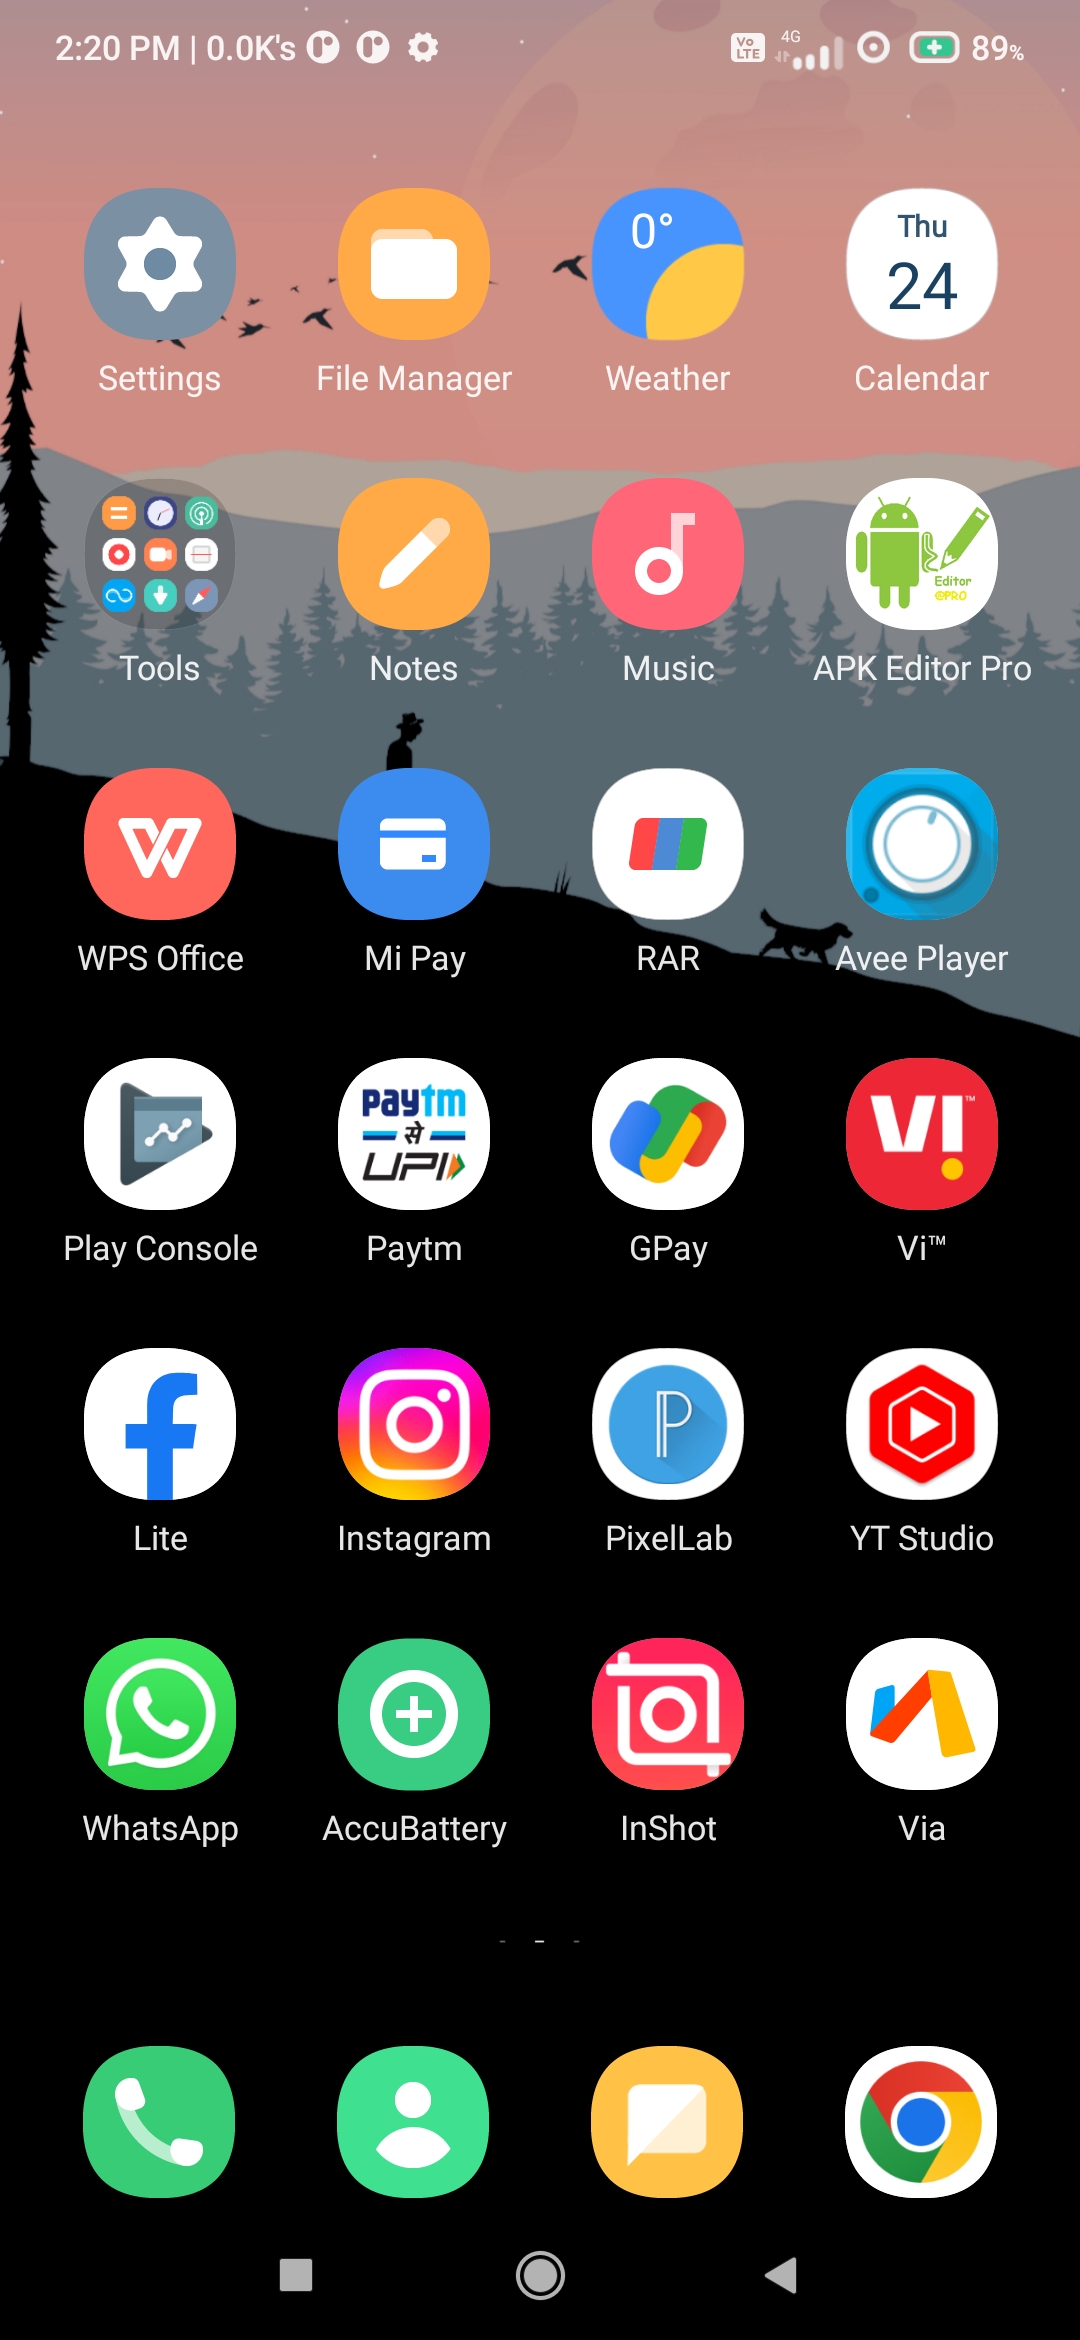 2:20 PM | 0.0K's
Vo LTE 4G 89%
0° Thu
24
Settings File Manager Weather Calendar
Editor
@PRO
Tools Notes Music APK Editor Pro
WPS Office Mi Pay RAR Avee Player
paytm VI™
से
UPI
Play Console Paytm GPay Vi™
Lite Instagram PixelLab YT Studio
WhatsApp AccuBattery InShot Via